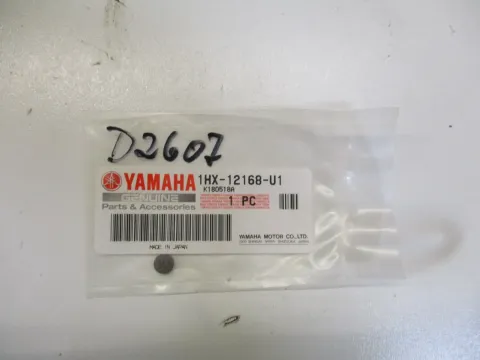 D2607
YAMAHA
1HX-12168-U1
K180518A
GENUINE
1 PC
Parts & Accessories
MADE IN JAPAN
YAMAHA MOTOR CO.,LTD.